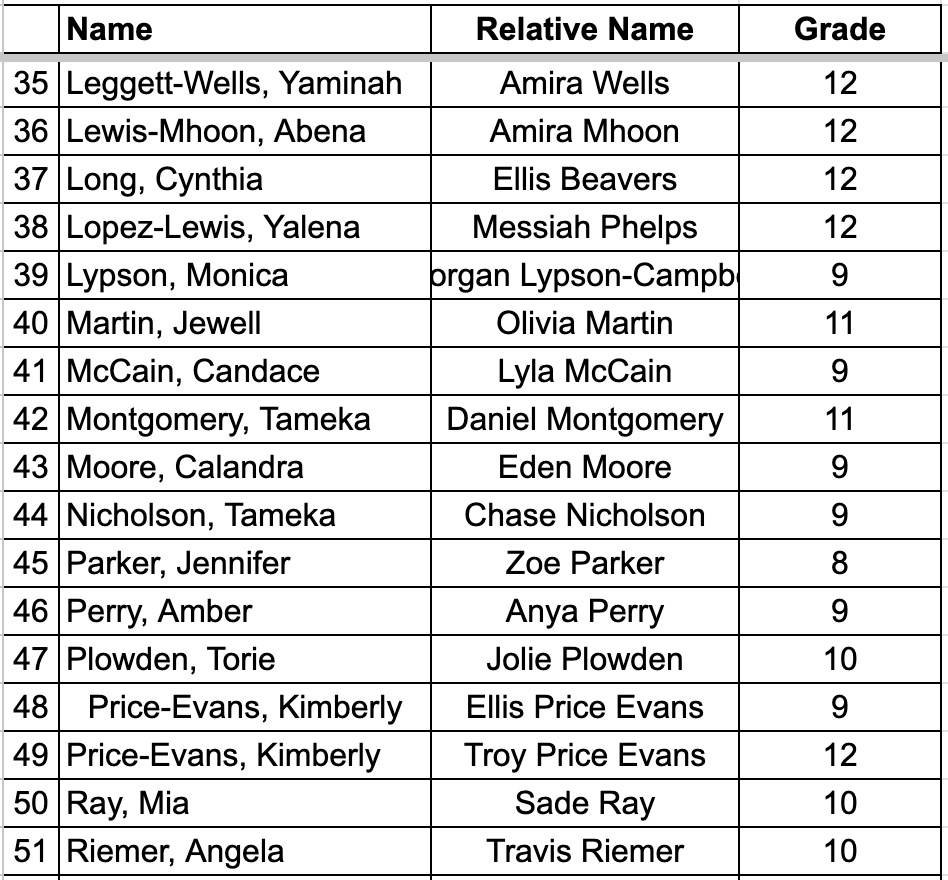 Name Relative Name Grade
35 Leggett-Wells, Yaminah Amira Wells 12
36 Lewis-Mhoon, Abena Amira Mhoon 12
37 Long, Cynthia Ellis Beavers 12
38 Lopez-Lewis, Yalena Messiah Phelps 12
39 Lypson, Monica organ Lypson-Campb 9
40 Martin, Jewell Olivia Martin 11
41 McCain, Candace Lyla McCain 9
42 Montgomery, Tameka Daniel Montgomery 11
43 Moore, Calandra Eden Moore 9
44 Nicholson, Tameka Chase Nicholson 9
45 Parker, Jennifer Zoe Parker 8
46 Perry, Amber Anya Perry 9
47 Plowden, Torie Jolie Plowden 10
48 Price-Evans, Kimberly Ellis Price Evans 9
49 Price-Evans, Kimberly Troy Price Evans 12
50 Ray, Mia Sade Ray 10
51 Riemer, Angela Travis Riemer 10